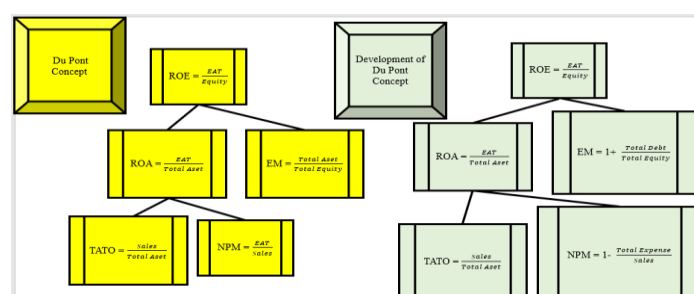 Du Pont
Concept
ROE = EAT/Equity
ROA = EAT/Total Aset
EM = Total Aset/Total Equity
TATO = Sales/Total Aset
NPM = EAT/Sales
Development of
Du Pont
Concept
ROE = EAT/Equity
ROA = EAT/Total Aset
EM = 1+ Total Debt/Total Equity
TATO = Sales/Total Aset
NPM = 1- Total Expense/Sales